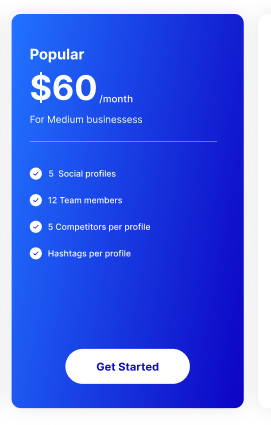 Popular
$60 /month
For Medium businessess
5 Social profiles
12 Team members
5 Competitors per profile
Hashtags per profile
Get Started